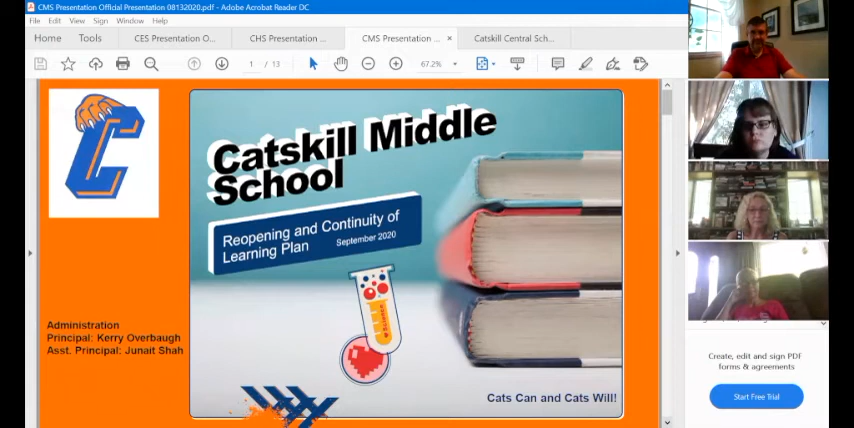 CMS Presentation Official Presentation 08132020.pdf - Adobe Acrobat Reader DC
File Edit View Sign Window Help
Home Tools CES Presentation O... CHS Presentation ... CMS Presentation ... × Catskill Central Sch...
1 / 13 67.2%
C
Catskill Middle
School
Reopening and Continuity of
Learning Plan September 2020
Science
Administration
Principal: Kerry Overbaugh
Asst. Principal: Junait Shah
Cats Can and Cats Will!
Create, edit and sign PDF
forms & agreements
Start Free Trial